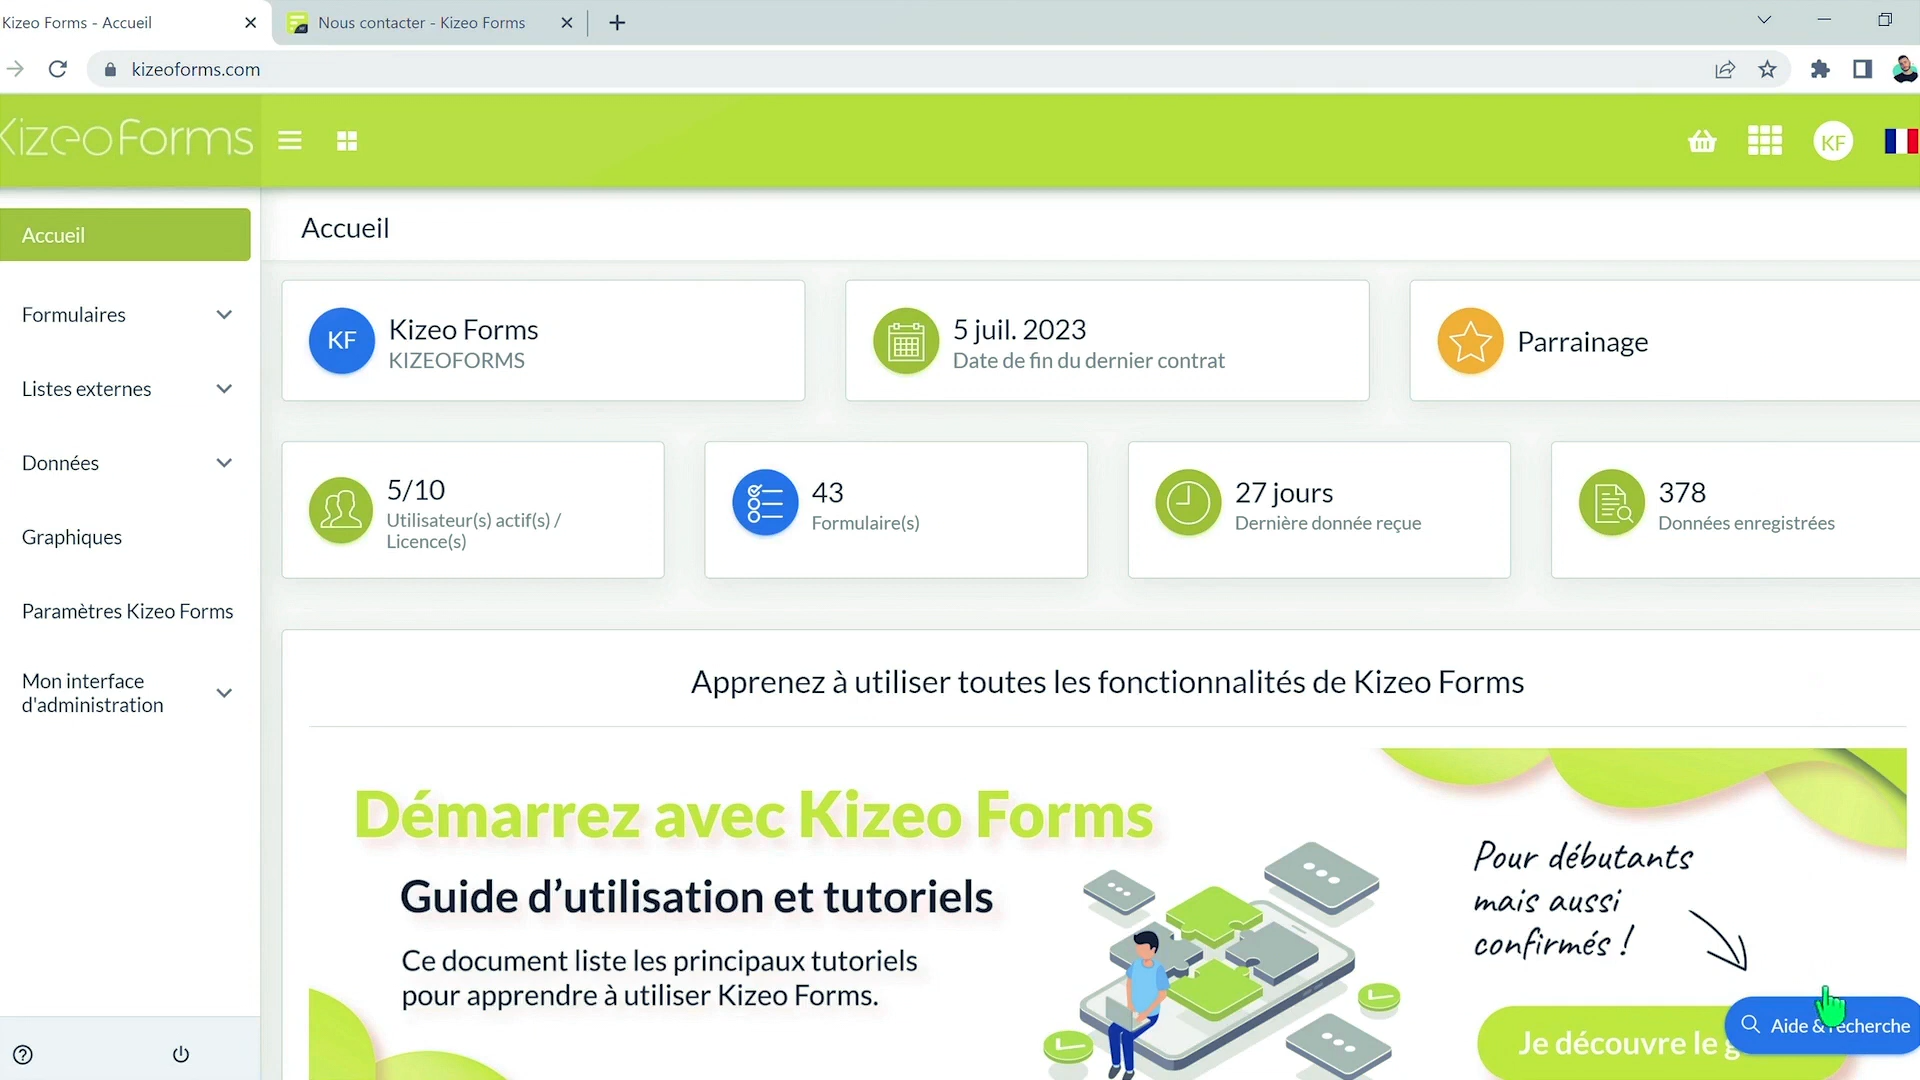 Kizeo Forms - Accueil
Nous contacter - Kizeo Forms
kizeoforms.com
KizeoForms
KF
Accueil
Formulaires
Listes externes
Données
Graphiques
Paramètres Kizeo Forms
Mon interface
d'administration
Accueil
KF
Kizeo Forms
KIZEOFORMS
5 juil. 2023
Date de fin du dernier contrat
Parrainage
5/10
Utilisateur(s) actif(s) /
Licence(s)
43
Formulaire(s)
27 jours
Dernière donnée reçue
378
Données enregistrées
Apprenez à utiliser toutes les fonctionnalités de Kizeo Forms
Démarrez avec Kizeo Forms
Guide d’utilisation et tutoriels
Ce document liste les principaux tutoriels
pour apprendre à utiliser Kizeo Forms.
Pour débutants
mais aussi
confirmés !
Je découvre le g
Aide & recherche